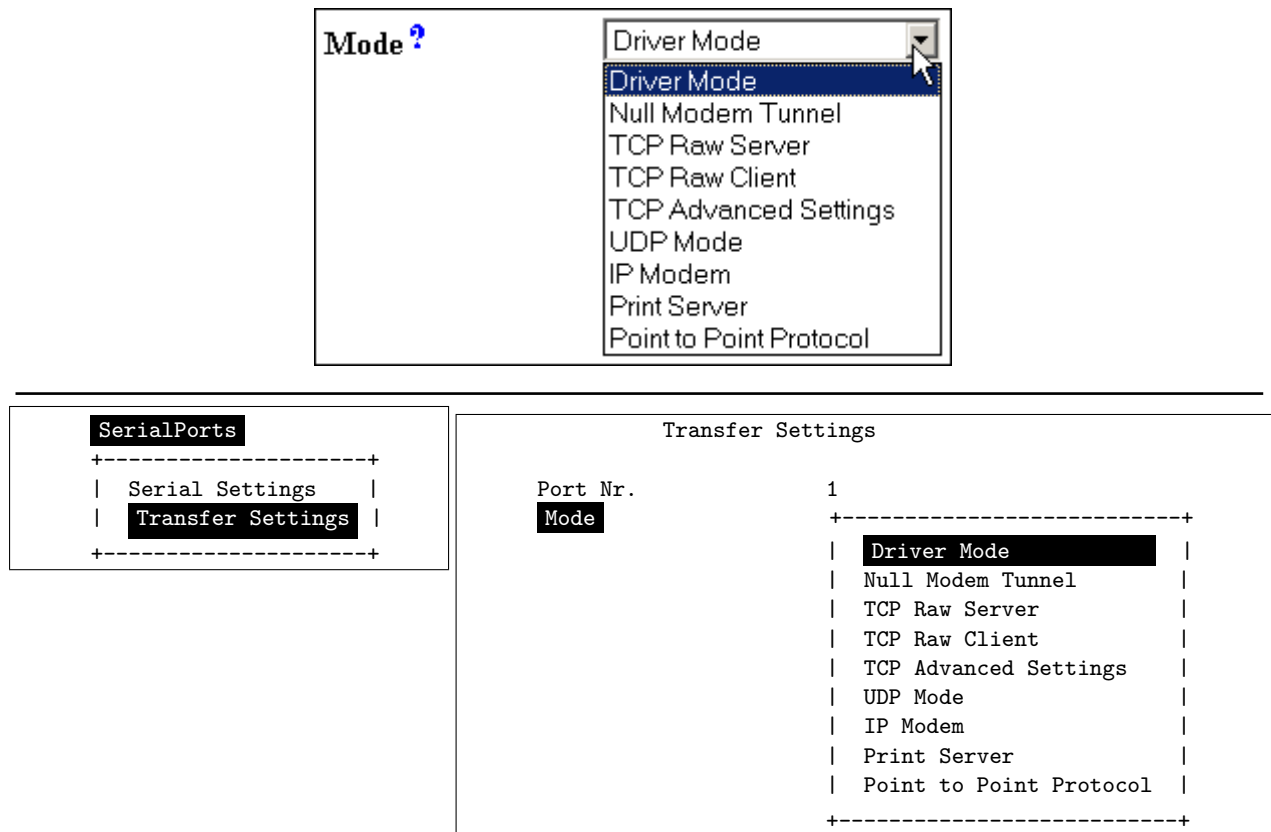 Mode ?
Driver Mode
Driver Mode
Null Modem Tunnel
TCP Raw Server
TCP Raw Client
TCP Advanced Settings
UDP Mode
IP Modem
Print Server
Point to Point Protocol
SerialPorts
+---------------------+
| Serial Settings |
| Transfer Settings |
+---------------------+
Transfer Settings
Port Nr. 1
Mode +---------------------------+
| Driver Mode |
| Null Modem Tunnel |
| TCP Raw Server |
| TCP Raw Client |
| TCP Advanced Settings |
| UDP Mode |
| IP Modem |
| Print Server |
| Point to Point Protocol |
+---------------------------+